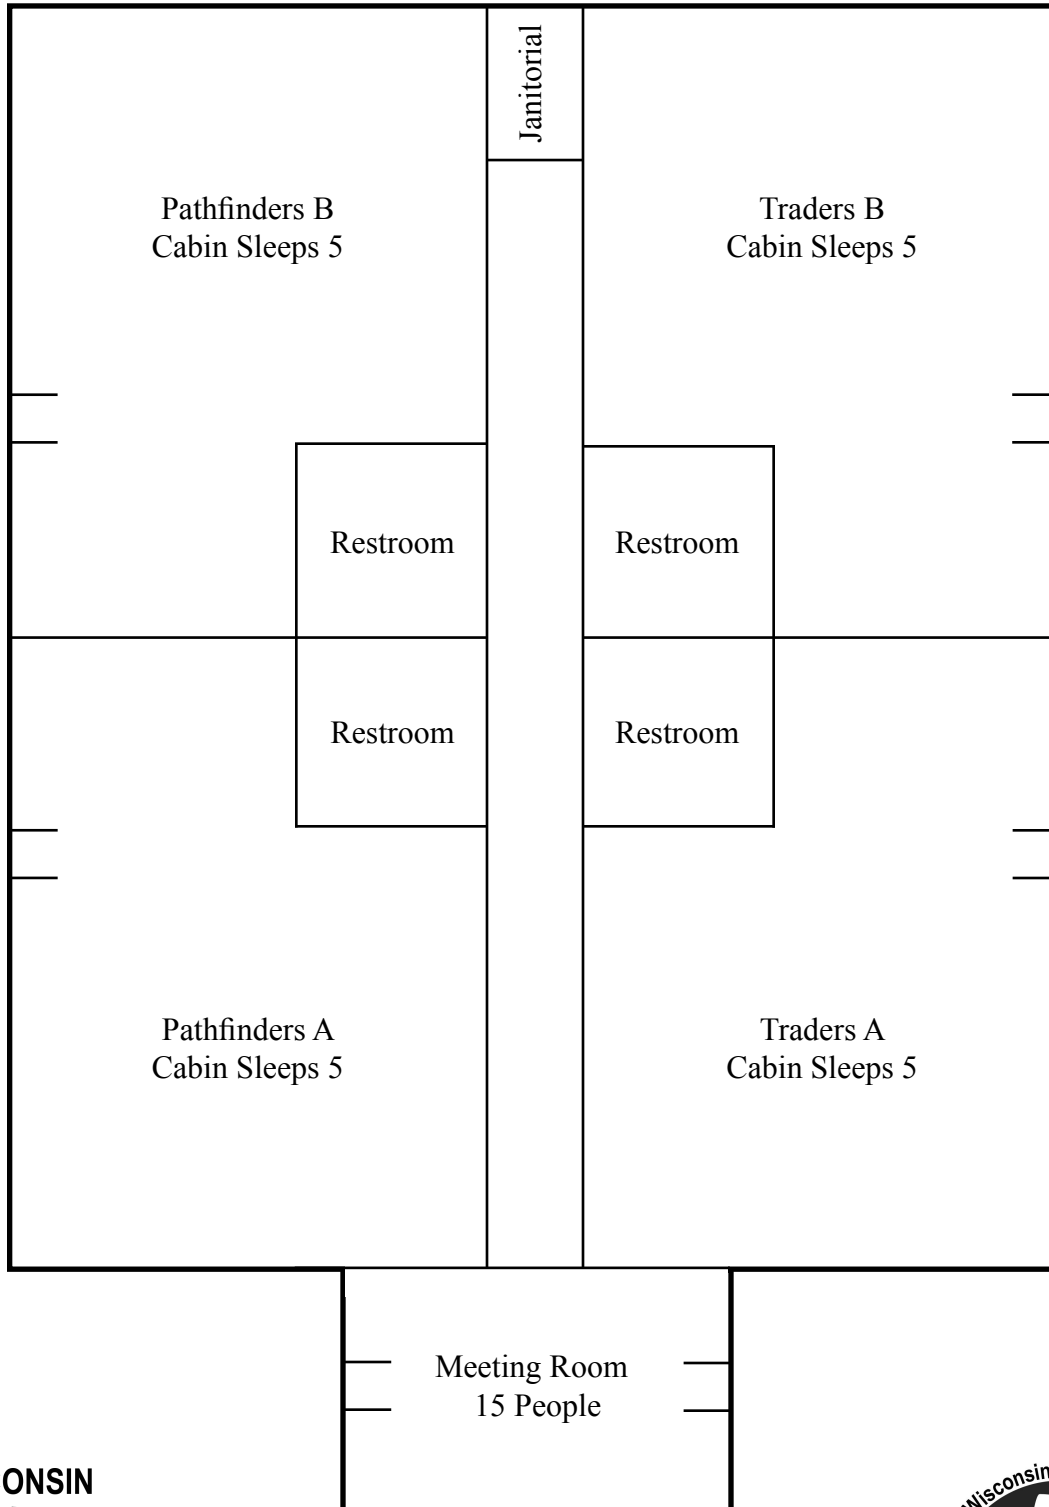 Janitorial
Pathfinders B
Cabin Sleeps 5
Traders B
Cabin Sleeps 5
Restroom
Restroom
Restroom
Restroom
Pathfinders A
Cabin Sleeps 5
Traders A
Cabin Sleeps 5
Meeting Room
15 People
ONSIN
Wisconsin